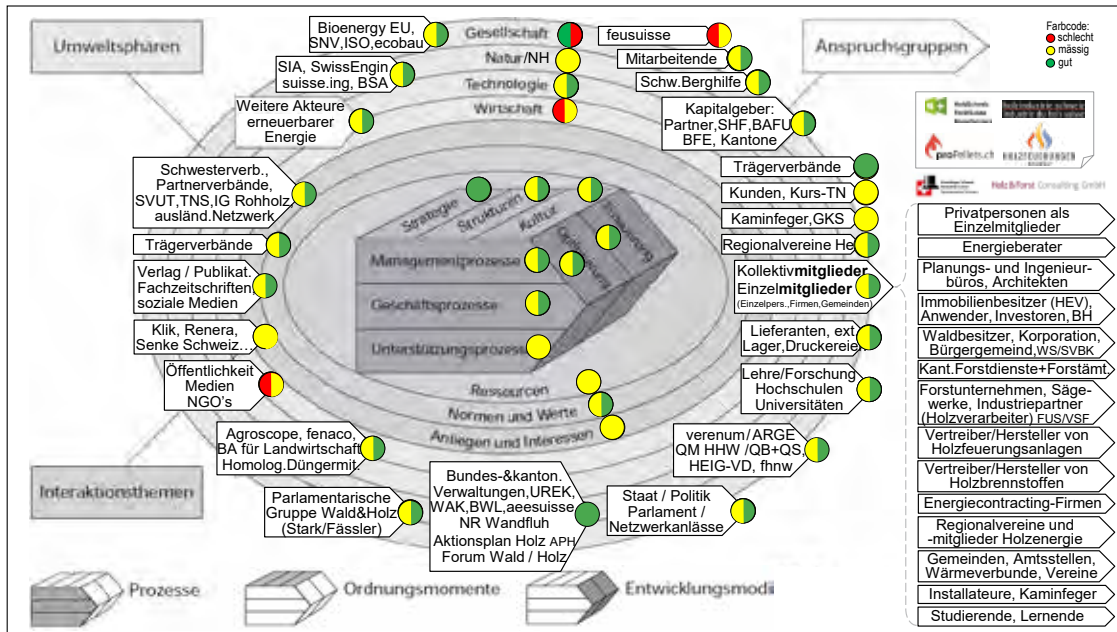 Umweltsphären
Bioenergy EU,
SNV,ISO,ecobau
SIA, SwissEngin
suisse.ing, BSA
Weitere Akteure
erneuerbarer
Energie
Schwesterverb.,
Partnerverbände,
SVUT,TNS,IG Rohholz,
ausländ.Netzwerk
Trägerverbände
Verlag / Publikat.
Fachzeitschriften
soziale Medien
Klik, Renera,
Senke Schweiz…
Öffentlichkeit
Medien
NGO's
Agroscope, fenaco,
BA für Landwirtschaft
Homolog.Düngermit.
Interaktionsthemen
Parlamentarische
Gruppe Wald&Holz
(Stark/Fässler)
Gesellschaft
Natur/NH
Technologie
Wirtschaft
Strategie
Strukturen
Kultur
Managementprozesse
Geschäftsprozesse
Unterstützungsprozesse
Optimierung
Erneuerung
Ressourcen
Normen und Werte
Anliegen und Interessen
Bundes-&kanton.
Verwaltungen,UREK,
WAK,BWL,aeesuisse
NR Wandfluh
Aktionsplan Holz APH
Forum Wald / Holz
Staat / Politik
Parlament /
Netzwerkanlässe
verenum/ARGE
QM HHW /QB+QS,
HEIG-VD, fhnw
Lehre/Forschung
Hochschulen
Universitäten
Lieferanten, ext
Lager,Druckereien
Kollektivmitglieder
Einzelmitglieder
(Einzelpers.,Firmen,Gemeinden)
Regionalvereine He
Kaminfeger,GKS
Kunden, Kurs-TN
Trägerverbände
Kapitalgeber:
Partner,SHF,BAFU
BFE, Kantone
Schw.Berghilfe
Mitarbeitende
feusuisse
Anspruchsgruppen
Farbcode:
schlecht
mässig
gut
Holzindustrie schweiz
proPellets.ch
HOLZFEUERUNGEN
Holz&Forst Consulting GmbH
Privatpersonen als
Einzelmitglieder
Energieberater
Planungs- und Ingenieur-
büros, Architekten
Immobilienbesitzer (HEV),
Anwender, Investoren, BH
Waldbesitzer, Korporation,
Bürgergemeind,WS/SVBK
Kant.Forstdienste+Forstämt.
Forstunternehmen, Säge-
werke, Industriepartner
(Holzverarbeiter) FUS/VSF
Vertreiber/Hersteller von
Holzfeuerungsanlagen
Vertreiber/Hersteller von
Holzbrennstoffen
Energiecontracting-Firmen
Regionalvereine und
-mitglieder Holzenergie
Gemeinden, Amtsstellen,
Wärmeverbunde, Vereine
Installateure, Kaminfeger
Studierende, Lernende
Prozesse
Ordnungsmomente
Entwicklungsmodi